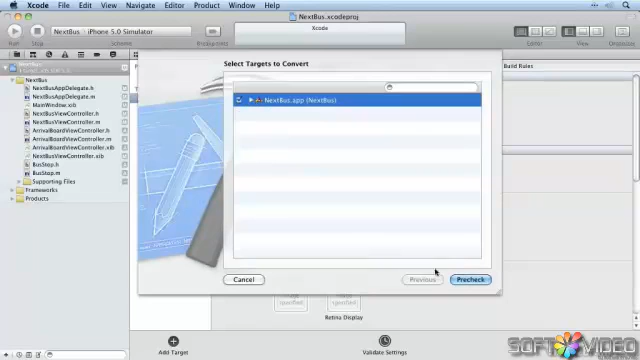 Xcode File Edit View Navigate Editor Product Window Help
NextBus.xcodeproj
NextBus iPhone 5.0 Simulator
Xcode
Run Stop Scheme Breakpoints
Editor View
NextBus
Select Targets to Convert
Build Rules
NextBus
NextBusAppDelegate.h
NextBusAppDelegate.m
MainWindow.xib
NextBusViewController.h
NextBusViewController.m
ArrivalBoardViewController.h
ArrivalBoardViewController.m
ArrivalBoardViewController.xib
NextBusViewController.xib
BusStop.h
BusStop.m
Supporting Files
Frameworks
Products
NextBus.app (NextBus)
Cancel
Previous
Precheck
Retina Display
Add Target
Validate Settings
SOFT VIDEO